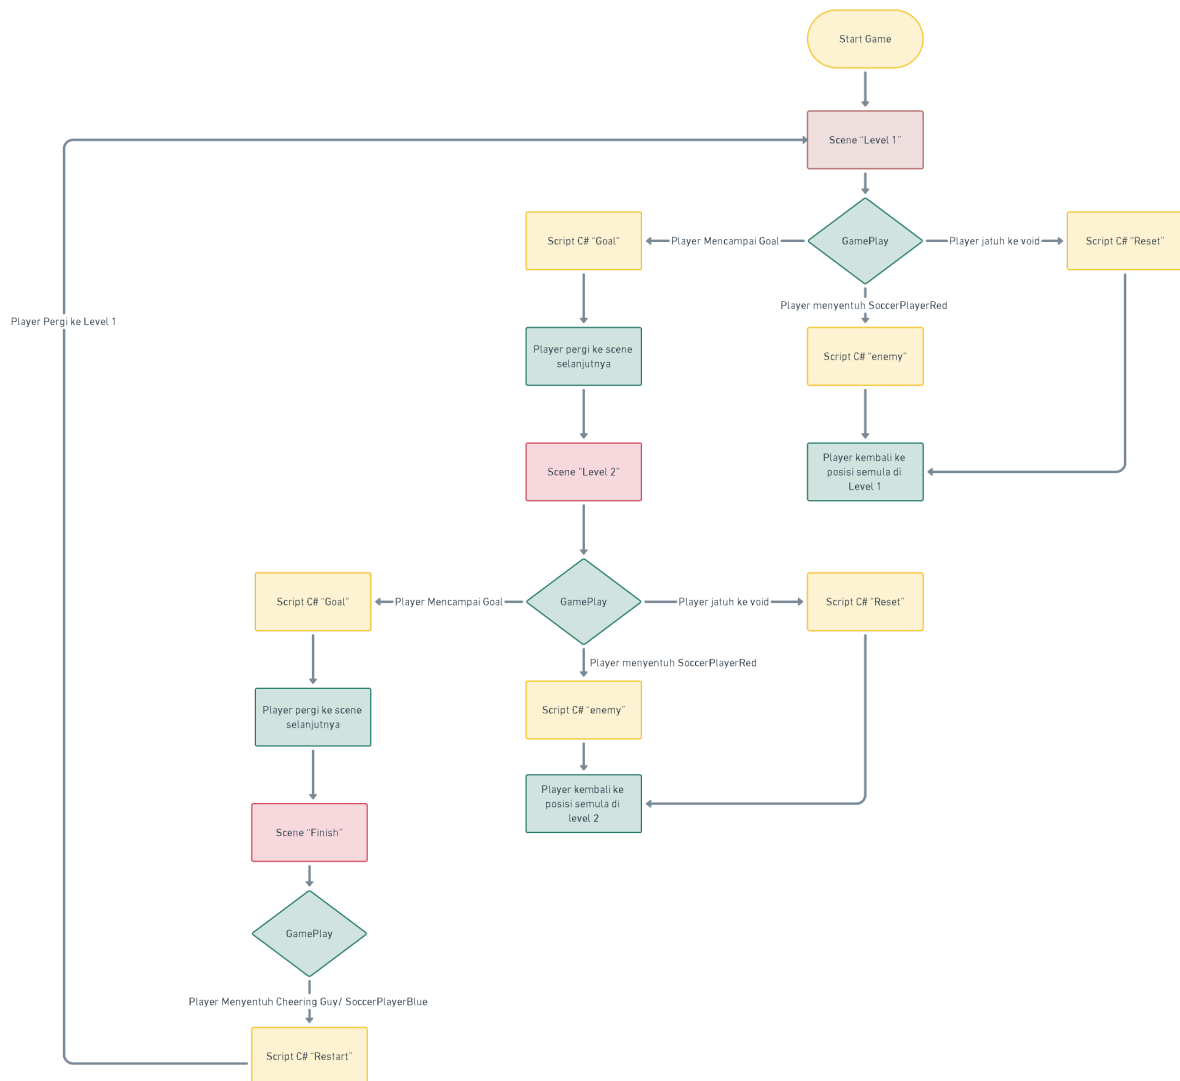 Start Game
Scene “Level 1”
Script C# “Goal”
Player Mencapai Goal
GamePlay
Player jatuh ke void
Script C# “Reset”
Player menyentuh SoccerPlayerRed
Player Pergi ke Level 1
Player pergi ke scene
selanjutnya
Script C# “enemy”
Scene “Level 2”
Player kembali ke
posisi semula di
Level 1
Script C# “Goal”
Player Mencapai Goal
GamePlay
Player jatuh ke void
Script C# “Reset”
Player menyentuh SoccerPlayerRed
Player pergi ke scene
selanjutnya
Script C# “enemy”
Player kembali ke
posisi semula di
level 2
Scene “Finish”
GamePlay
Player Menyentuh Cheering Guy/ SoccerPlayerBlue
Script C# “Restart”